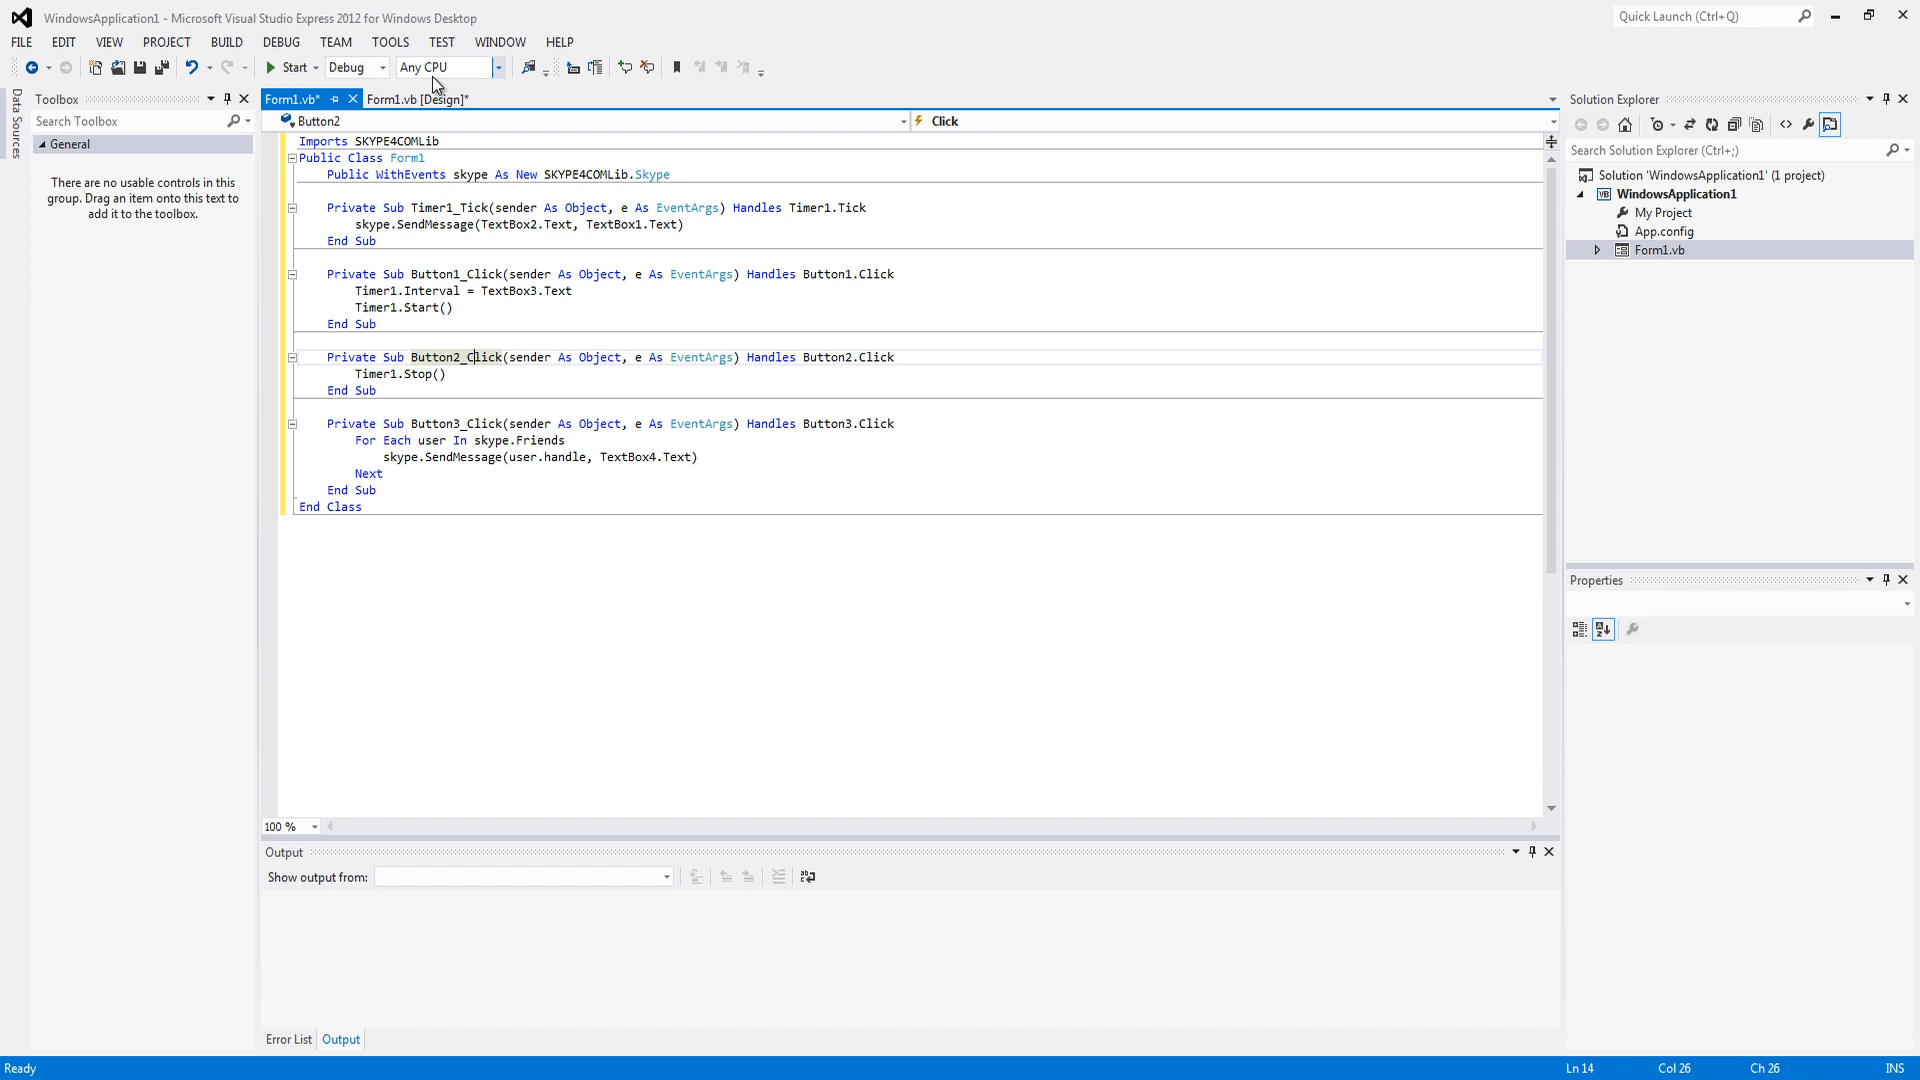 WindowsApplication1 - Microsoft Visual Studio Express 2012 for Windows Desktop
Quick Launch (Ctrl+Q)
FILE EDIT VIEW PROJECT BUILD DEBUG TEAM TOOLS TEST WINDOW HELP
Start Debug Any CPU
Data Sources
Toolbox
Search Toolbox
General
There are no usable controls in this
group. Drag an item onto this text to
add it to the toolbox.
Form1.vb* Form1.vb [Design]*
Button2 Click
Imports SKYPE4COMLib
Public Class Form1
Public WithEvents skype As New SKYPE4COMLib.Skype
Private Sub Timer1_Tick(sender As Object, e As EventArgs) Handles Timer1.Tick
skype.SendMessage(TextBox2.Text, TextBox1.Text)
End Sub
Private Sub Button1_Click(sender As Object, e As EventArgs) Handles Button1.Click
Timer1.Interval = TextBox3.Text
Timer1.Start()
End Sub
Private Sub Button2_Click(sender As Object, e As EventArgs) Handles Button2.Click
Timer1.Stop()
End Sub
Private Sub Button3_Click(sender As Object, e As EventArgs) Handles Button3.Click
For Each user In skype.Friends
skype.SendMessage(user.handle, TextBox4.Text)
Next
End Sub
End Class
100 %
Output
Show output from:
Error List Output
Solution Explorer
Search Solution Explorer (Ctrl+;)
Solution 'WindowsApplication1' (1 project)
WindowsApplication1
My Project
App.config
Form1.vb
Properties
Ready Ln 14 Col 26 Ch 26 INS